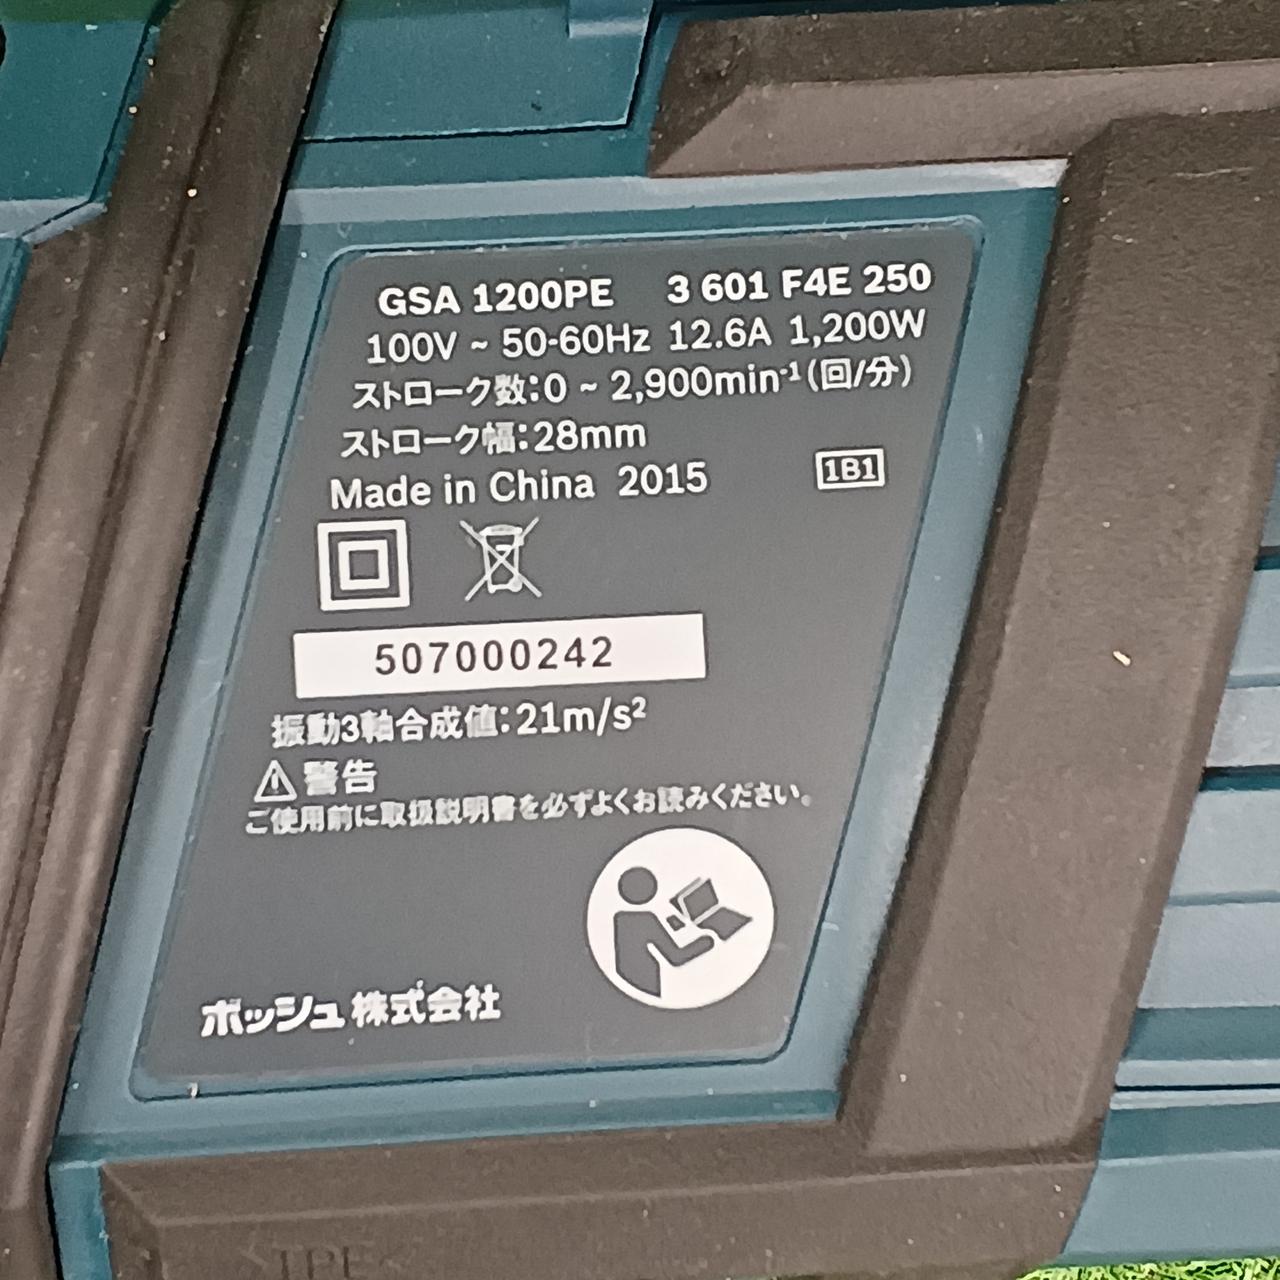 GSA 1200PE 3 601 F4E 250
100V ~ 50-60Hz 12.6A 1,200W
ストローク数:0 ~ 2,900min⁻¹(回/分)
ストローク幅:28mm
Made in China 2015 1B1
507000242
振動3軸合成値:21m/s²
警告
ご使用前に取扱説明書を必ずよくお読みください。
ボッシュ株式会社